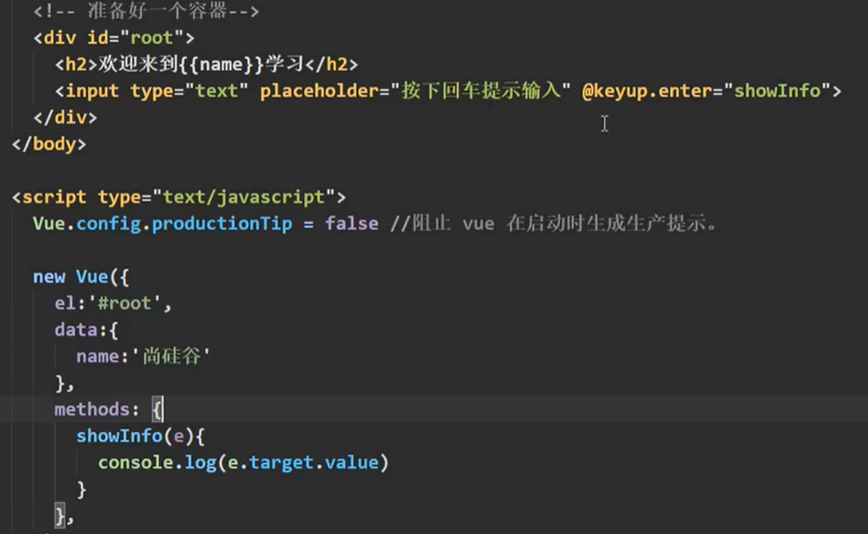 <!-- 准备好一个容器-->
<div id="root">
<h2>欢迎来到{{name}}学习</h2>
<input type="text" placeholder="按下回车提示输入" @keyup.enter="showInfo">
</div>
</body>
<script type="text/javascript">
Vue.config.productionTip = false //阻止 vue 在启动时生成生产提示。
new Vue({
el:'#root',
data:{
name:'尚硅谷'
},
methods: {
showInfo(e){
console.log(e.target.value)
}
},